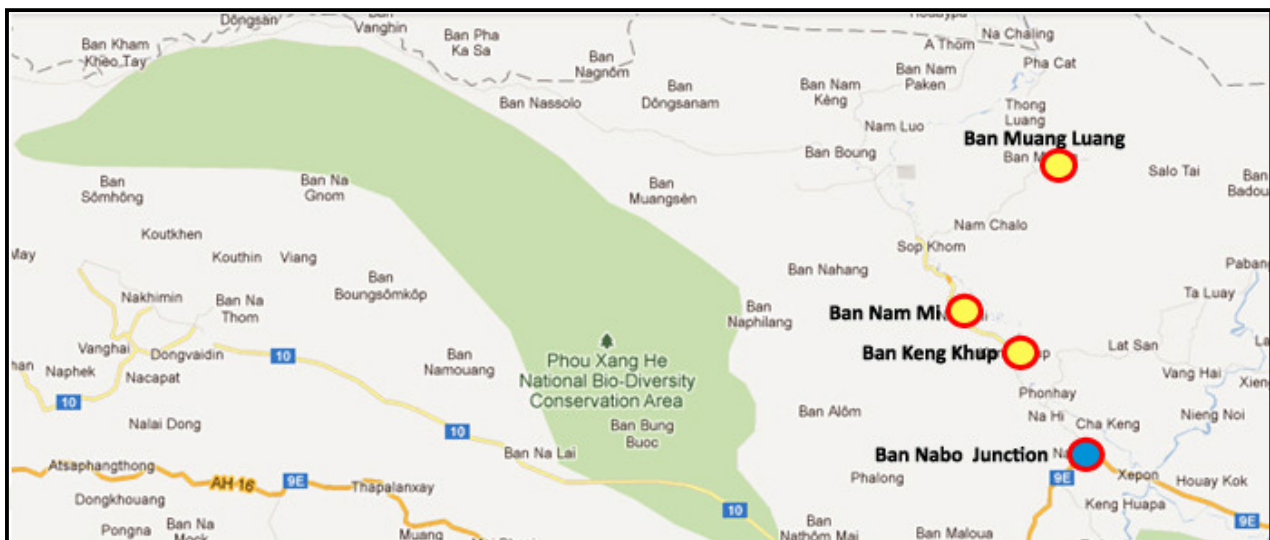 Dôngsan
Ban
Vanghin
Ban Kham
Kheo Tay
Ban Pha
Ka Sa
Ban
Nagnôm
Ban Nassolo
Ban
Dôngsanam
Na Chaling
A Thom
Pha Cat
Ban Nam
Paken
Ban Nam
Kèng
Thong
Luang
Nam Luo
Ban Muang Luang
Ban Boung
Ban
Salo Tai
Ban
Badou
Ban
Sômhông
Ban Na
Gnom
Ban
Muangsèn
Koutkhen
Kouthin
Viang
Nam Chalo
Sop Khom
May
Ban
Boungsômkôp
Ban Nahang
Pabang
Nakhimin
Ban Na
Thom
Ban
Naphilang
Ta Luay
Ban Nam Mi
Vanghai
Dongvaidin
10
Phou Xang He
National Bio-Diversity
Conservation Area
Ban Keng Khup
Lat San
han
Naphek
Nacapat
Ban
Namouang
Vang Hai
Xieng
10
Phonhay
Ban Alôm
Na Hi
Nieng Noi
Nalai Dong
10
Ban Bung
Buoc
Cha Keng
Ban Na Lai
Ban Nabo Junction
Atsaphangthong
AH 16
9E
Thapalanxay
Phalong
9E
Xepon
Houay Kok
Dongkhouang
10
Keng Huapa
9E
Pongna
Ban Na
Muang
Ban
Nathôm Mai
Ban Maloua